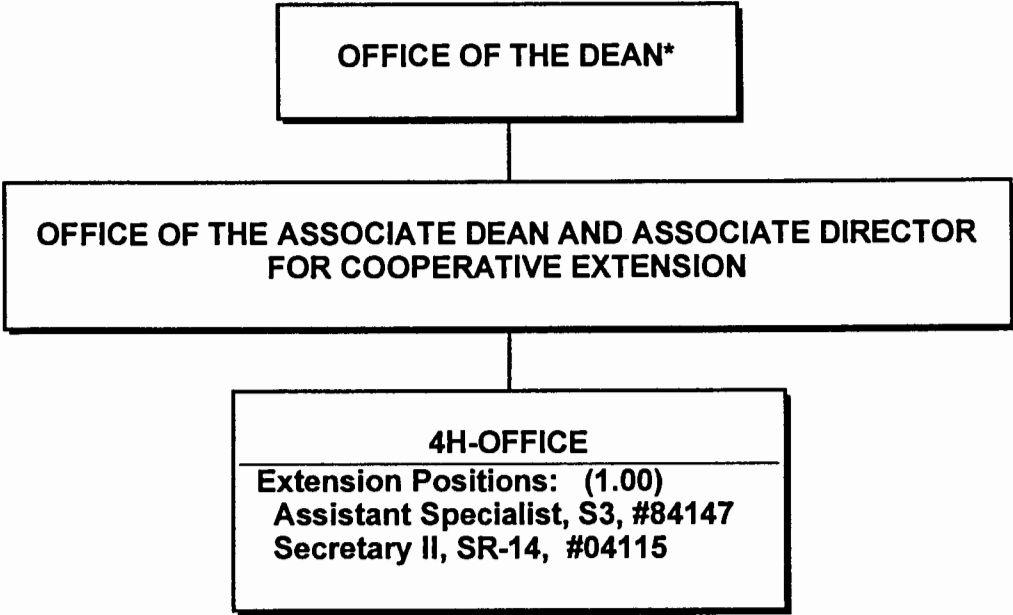 OFFICE OF THE DEAN*
OFFICE OF THE ASSOCIATE DEAN AND ASSOCIATE DIRECTOR
FOR COOPERATIVE EXTENSION
4H-OFFICE
Extension Positions: (1.00)
Assistant Specialist, S3, #84147
Secretary II, SR-14, #04115